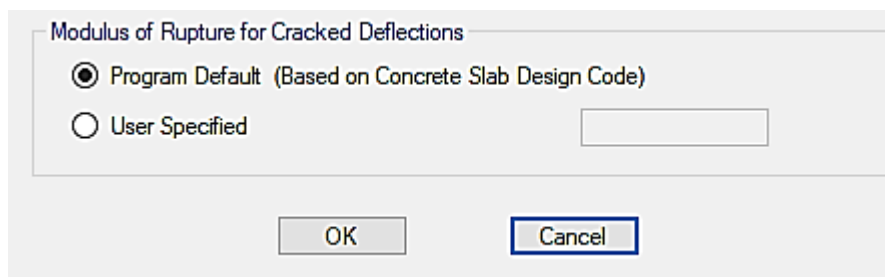 Modulus of Rupture for Cracked Deflections
Program Default (Based on Concrete Slab Design Code)
User Specified
OK
Cancel